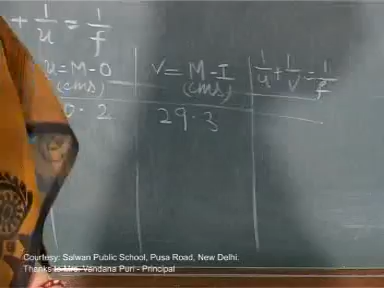 + 1/u = 1/f
u = M - O V = M - I 1/u + 1/v = 1/f
(cms) (cms)
0.2 29.3
Courtesy: Salwan Public School, Pusa Road, New Delhi.
Thanks to Mrs. Vandana Puri - Principal